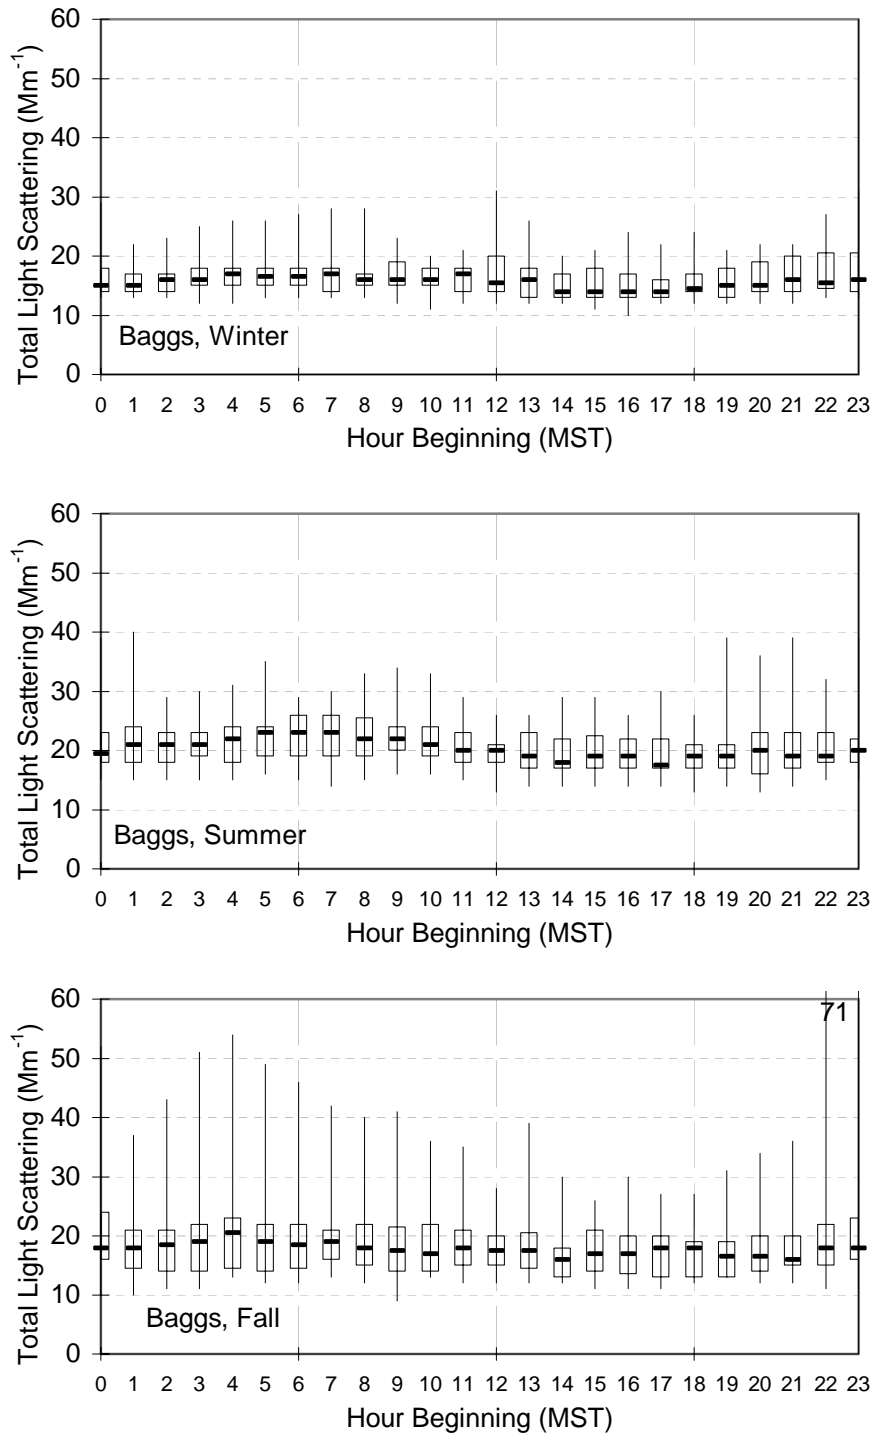 60
50
40
30
20
10
0
Total Light Scattering (Mm-1)
Baggs, Winter
0 1 2 3 4 5 6 7 8 9 10 11 12 13 14 15 16 17 18 19 20 21 22 23
Hour Beginning (MST)
60
50
40
30
20
10
0
Total Light Scattering (Mm-1)
Baggs, Summer
0 1 2 3 4 5 6 7 8 9 10 11 12 13 14 15 16 17 18 19 20 21 22 23
Hour Beginning (MST)
60
50
40
30
20
10
0
Total Light Scattering (Mm-1)
71
Baggs, Fall
0 1 2 3 4 5 6 7 8 9 10 11 12 13 14 15 16 17 18 19 20 21 22 23
Hour Beginning (MST)